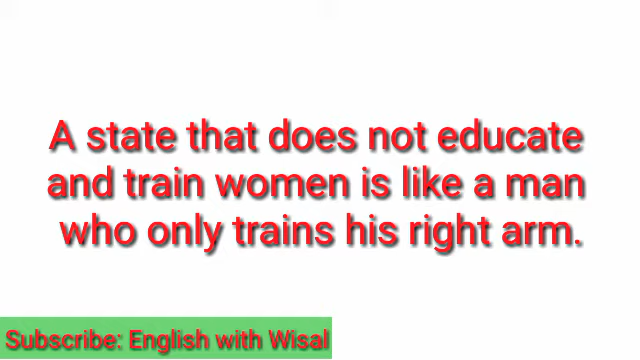 A state that does not educate
and train women is like a man
who only trains his right arm.
Subscribe: English with Wisal